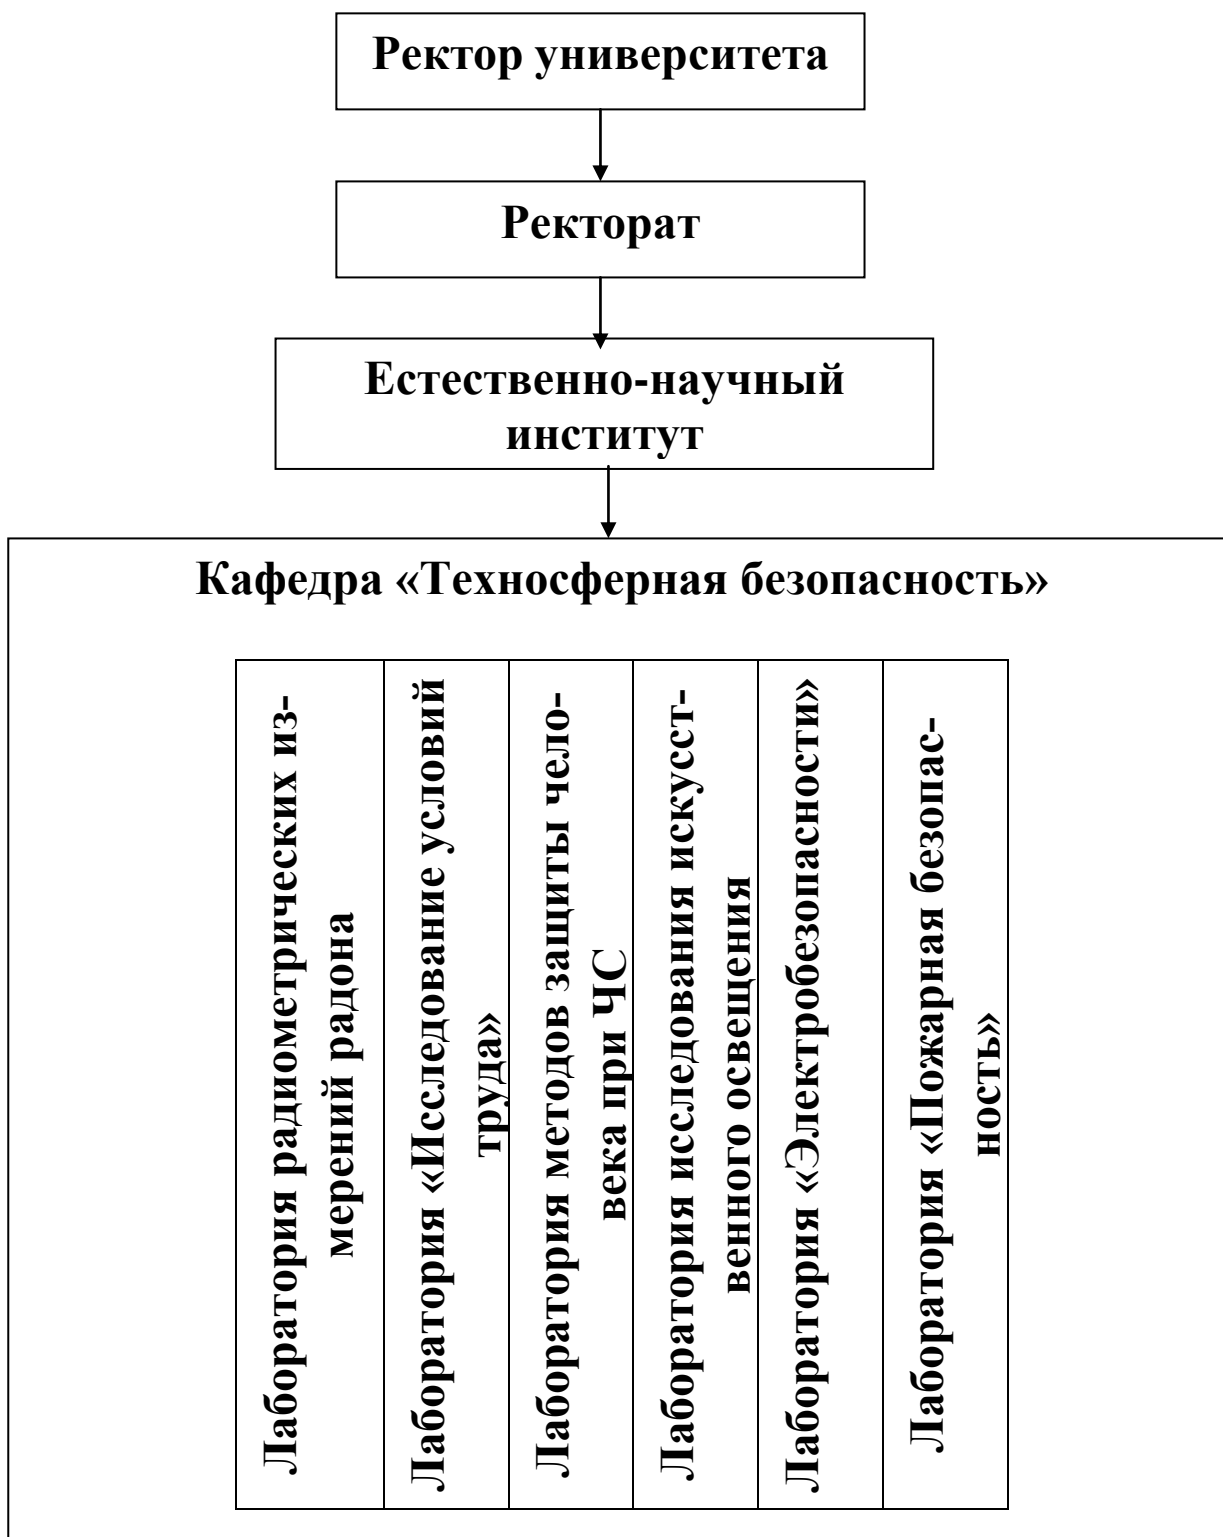 Ректор университета
Ректорат
Естественно-научный
институт
Кафедра «Техносферная безопасность»
Лаборатория радиометрических из-
мерений радона
Лаборатория «Исследование условий
труда»
Лаборатория методов защиты чело-
века при ЧС
Лаборатория исследования искусст-
венного освещения
Лаборатория «Электробезопасности»
Лаборатория «Пожарная безопас-
ность»